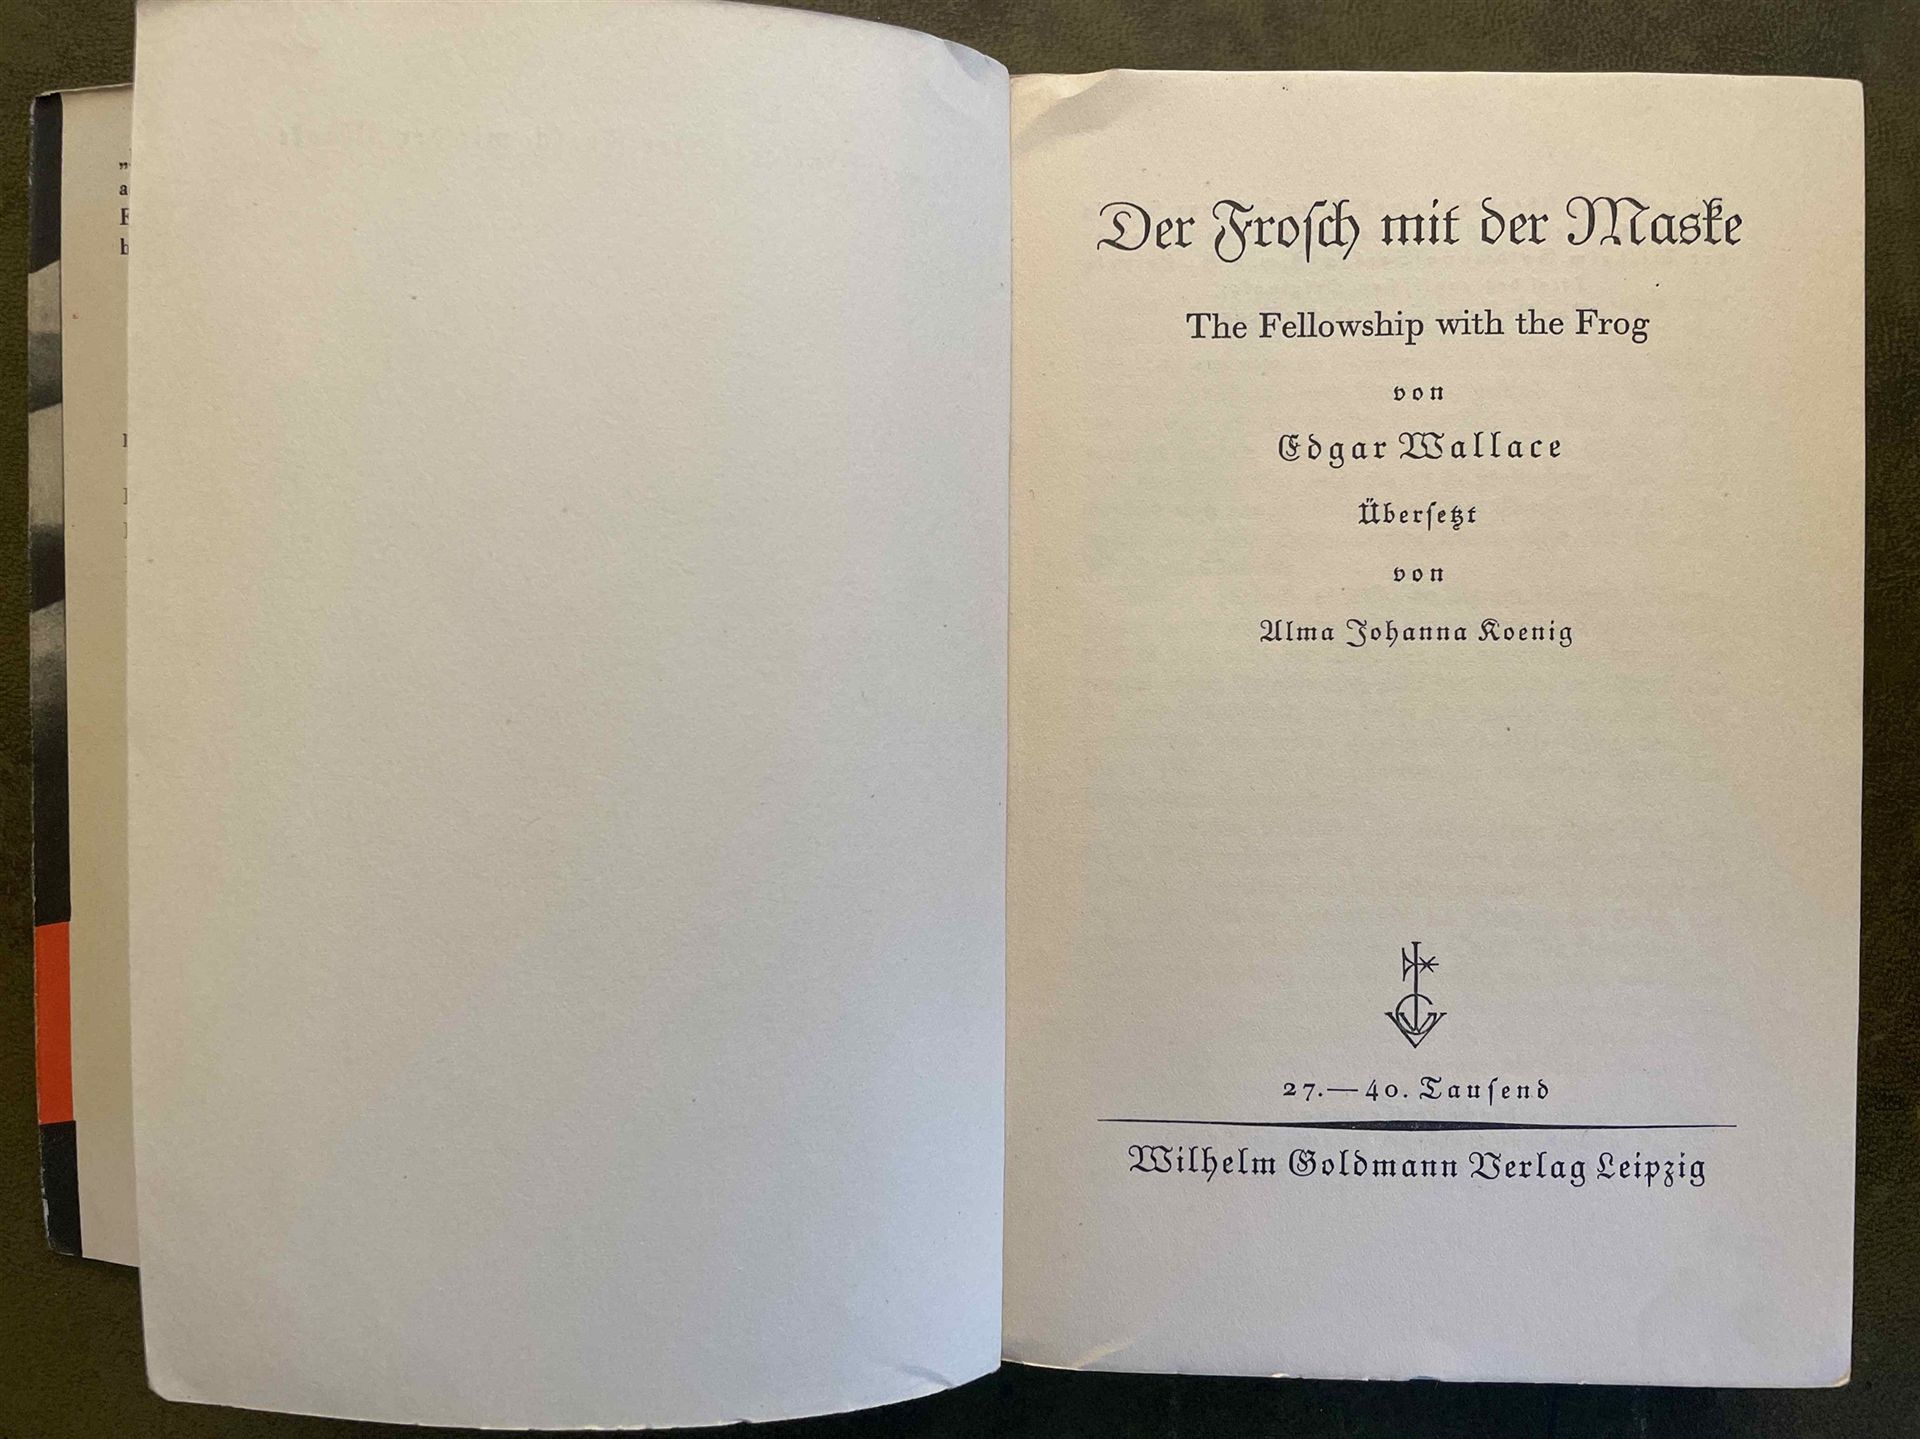 Der Frosch mit der Maske
The Fellowship with the Frog
von
Edgar Wallace
Übersetzt
von
Alma Johanna Koenig
27.—40. Tausend
Wilhelm Goldmann Verlag Leipzig